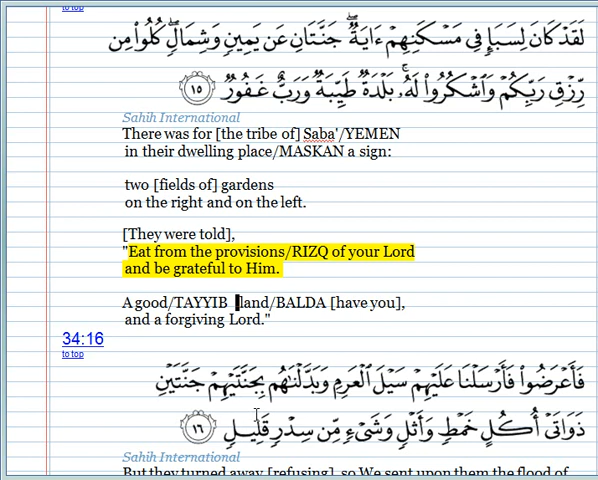 to top
لَقَدْ كَانَ لِسَبَإٍ فِى مَسْكَنِهِمْ ءَايَةٌ ۖ جَنَّتَانِ عَن يَمِينٍ وَشِمَالٍ ۖ كُلُوا۟ مِن
رِّزْقِ رَبِّكُمْ وَٱشْكُرُوا۟ لَهُۥ ۚ بَلْدَةٌ طَيِّبَةٌ وَرَبٌّ غَفُورٌ ١٥
Sahih International
There was for [the tribe of] Saba'/YEMEN
in their dwelling place/MASKAN a sign:
two [fields of] gardens
on the right and on the left.
[They were told],
"Eat from the provisions/RIZQ of your Lord
and be grateful to Him.
A good/TAYYIB land/BALDA [have you],
and a forgiving Lord."
34:16
to top
فَأَعْرَضُوا۟ فَأَرْسَلْنَا عَلَيْهِمْ سَيْلَ ٱلْعَرِمِ وَبَدَّلْنَـٰهُم بِجَنَّتَيْهِمْ جَنَّتَيْنِ
ذَوَاتَىْ أُكُلٍ خَمْطٍ وَأَثْلٍ وَشَىْءٍ مِّن سِدْرٍ قَلِيلٍ ١٦
Sahih International
But they turned away [refusing], so We sent upon them the flood of